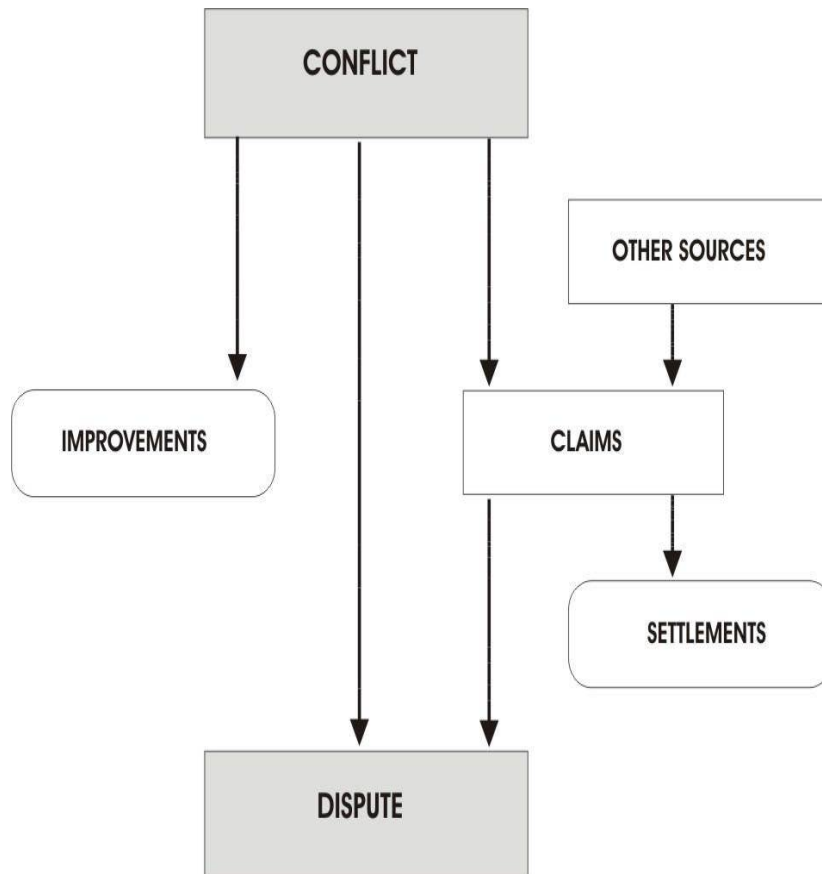 CONFLICT
OTHER SOURCES
IMPROVEMENTS
CLAIMS
SETTLEMENTS
DISPUTE